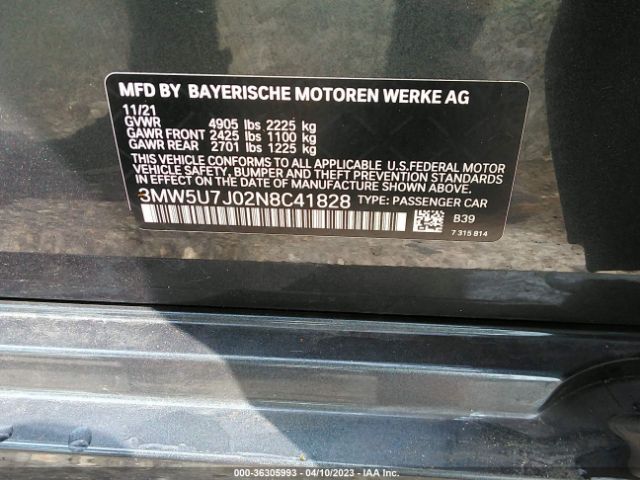 MFD BY BAYERISCHE MOTOREN WERKE AG
11/21
GVWR 4905 lbs 2225 kg
GAWR FRONT 2425 lbs 1100 kg
GAWR REAR 2701 lbs 1225 kg
THIS VEHICLE CONFORMS TO ALL APPLICABLE U.S.FEDERAL MOTOR
VEHICLE SAFETY, BUMPER AND THEFT PREVENTION STANDARDS
IN EFFECT ON THE DATE OF MANUFACTURE SHOWN ABOVE.
3MW5U7J02N8C41828 TYPE: PASSENGER CAR
B39
7 315 814
000-36305993 - 04/10/2023 - IAA Inc.